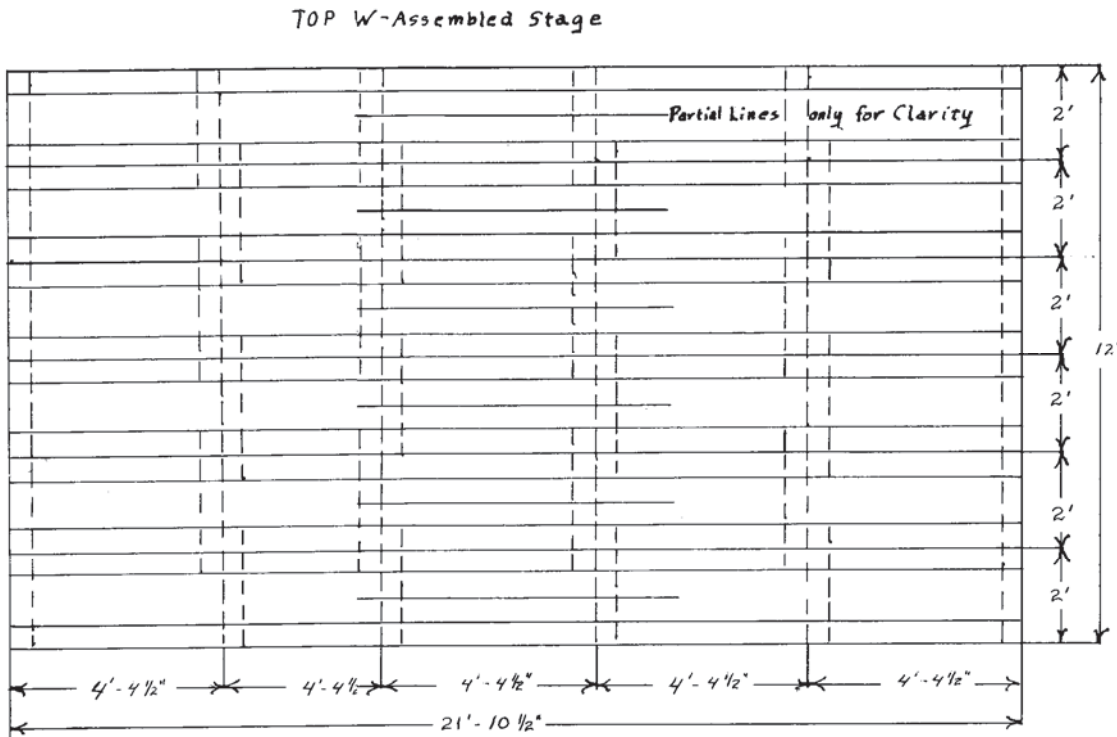 TOP W-Assembled Stage
Partial Lines only for Clarity
2'
2'
2'
2'
2'
2'
12'
4'-4½" 4'-4½ 4'-4½" 4'-4½" 4'-4½"
21'-10½"